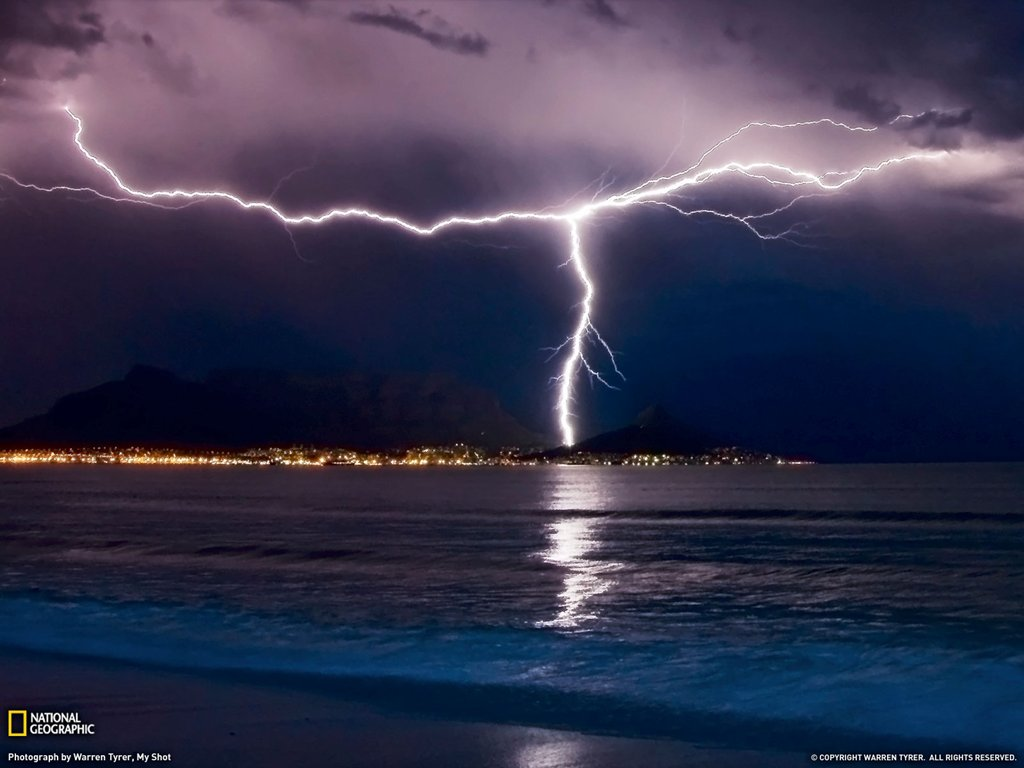 NATIONAL
GEOGRAPHIC
Photograph by Warren Tyrer, My Shot
© COPYRIGHT WARREN TYRER. ALL RIGHTS RESERVED.